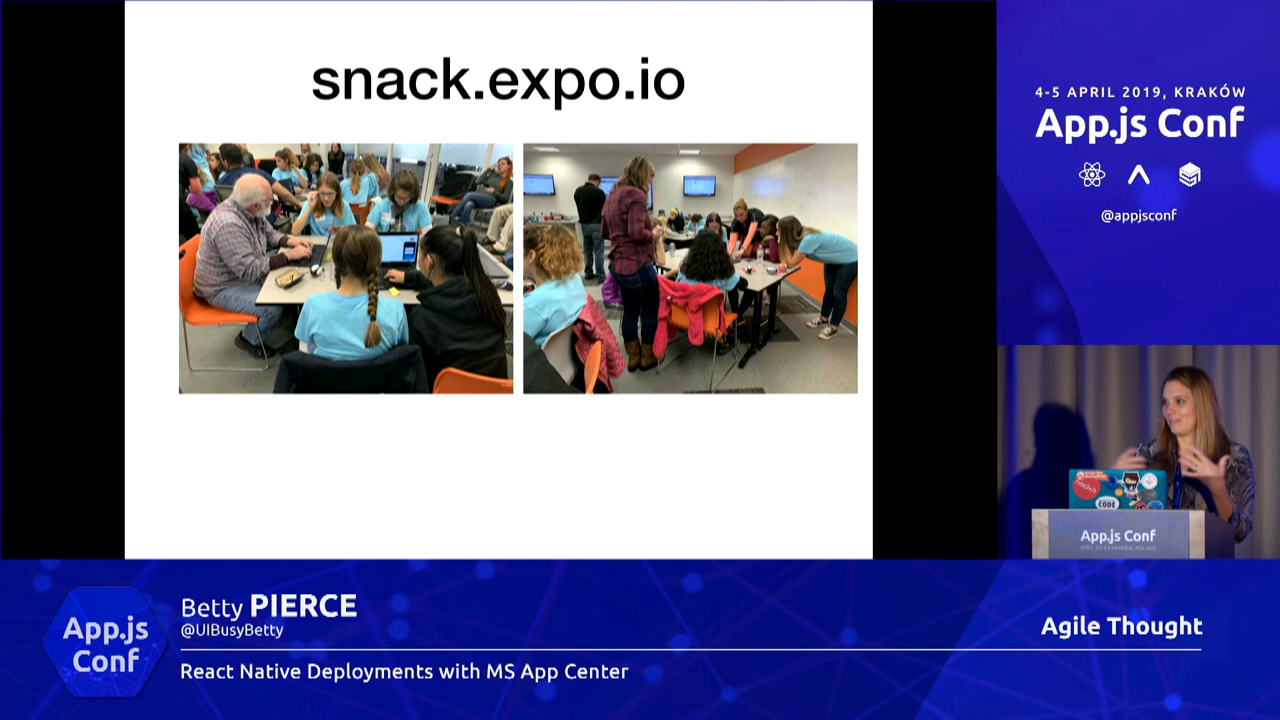 snack.expo.io
4-5 APRIL 2019, KRAKÓW
App.js Conf
@appjsconf
CODE
App.js Conf
App.js
Conf
Betty PIERCE
@UIBusyBetty
React Native Deployments with MS App Center
Agile Thought